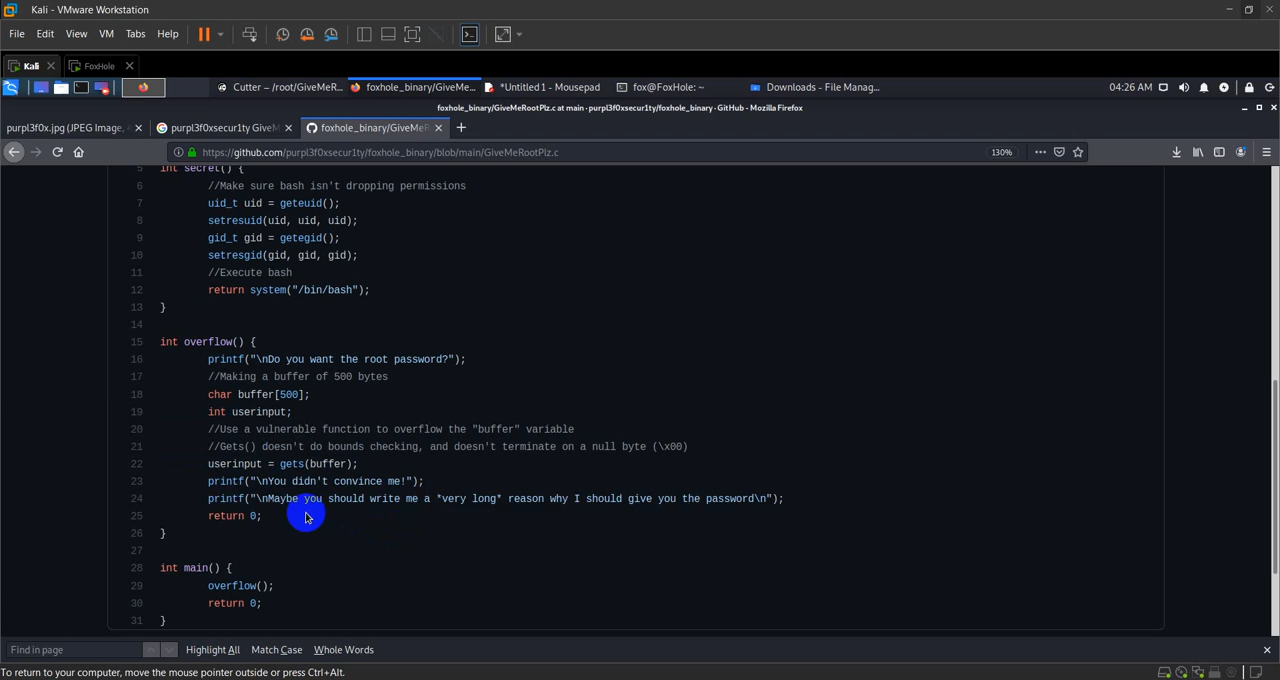 Kali - VMware Workstation
File Edit View VM Tabs Help
Kali FoxHole
Cutter – /root/GiveMeR... foxhole_binary/GiveMe... *Untitled 1 - Mousepad fox@FoxHole: ~ Downloads - File Manag... 04:26 AM
foxhole_binary/GiveMeRootPlz.c at main · purpl3f0xsecur1ty/foxhole_binary · GitHub - Mozilla Firefox
purpl3f0x.jpg (JPEG Image, purpl3f0xsecur1ty GiveM foxhole_binary/GiveMeR
https://github.com/purpl3f0xsecur1ty/foxhole_binary/blob/main/GiveMeRootPlz.c 130%
5 int secret() {
6 //Make sure bash isn't dropping permissions
7 uid_t uid = geteuid();
8 setresuid(uid, uid, uid);
9 gid_t gid = getegid();
10 setresgid(gid, gid, gid);
11 //Execute bash
12 return system("/bin/bash");
13 }
14
15 int overflow() {
16 printf("\nDo you want the root password?");
17 //Making a buffer of 500 bytes
18 char buffer[500];
19 int userinput;
20 //Use a vulnerable function to overflow the "buffer" variable
21 //Gets() doesn't do bounds checking, and doesn't terminate on a null byte (\x00)
22 userinput = gets(buffer);
23 printf("\nYou didn't convince me!");
24 printf("\nMaybe you should write me a *very long* reason why I should give you the password\n");
25 return 0;
26 }
27
28 int main() {
29 overflow();
30 return 0;
31 }
Find in page Highlight All Match Case Whole Words
To return to your computer, move the mouse pointer outside or press Ctrl+Alt.